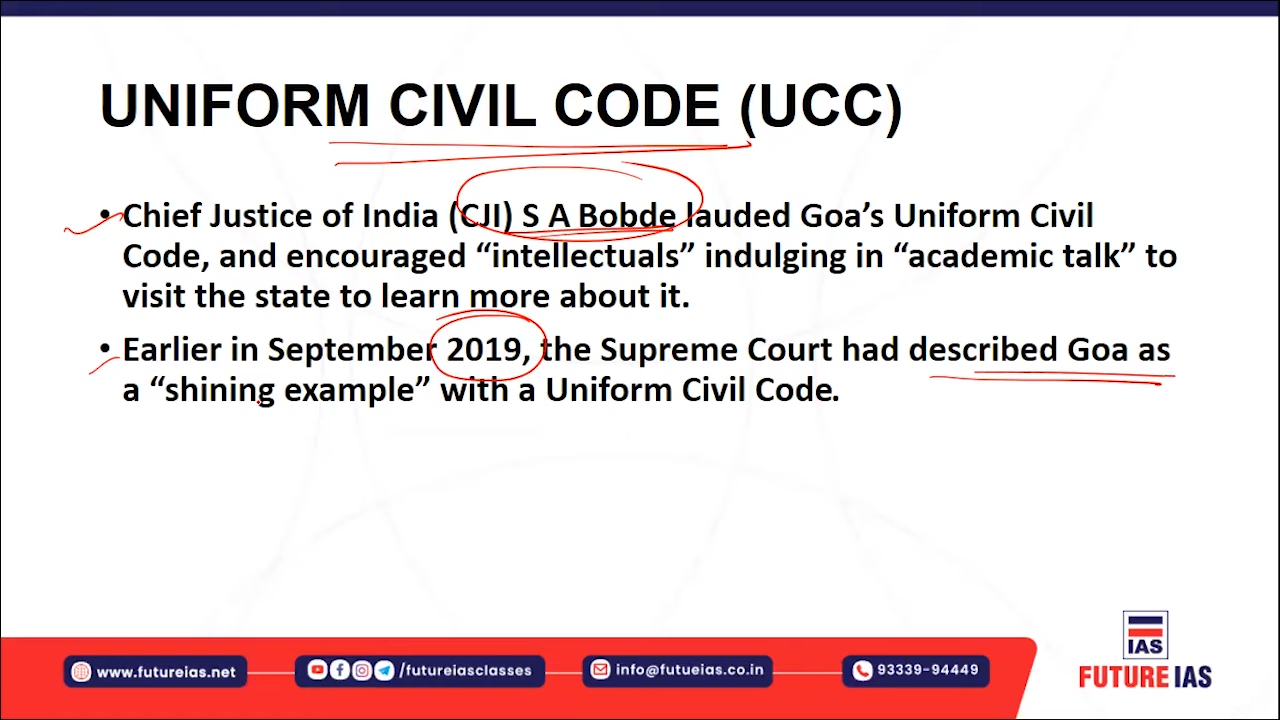 UNIFORM CIVIL CODE (UCC)
• Chief Justice of India (CJI) S A Bobde lauded Goa’s Uniform Civil
Code, and encouraged “intellectuals” indulging in “academic talk” to
visit the state to learn more about it.
• Earlier in September 2019, the Supreme Court had described Goa as
a “shining example” with a Uniform Civil Code.
IAS
www.futureias.net /futureiasclasses info@futueias.co.in 93339-94449
FUTURE IAS